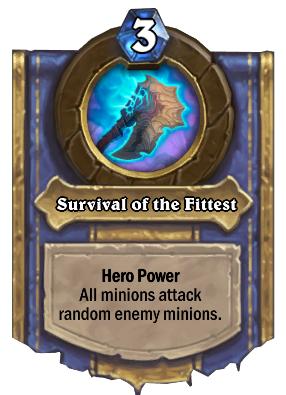 3
Survival of the Fittest
Hero Power
All minions attack
random enemy minions.